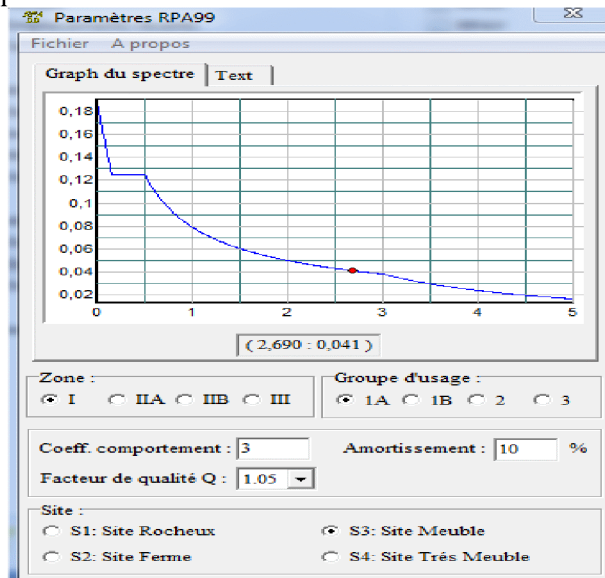 Paramètres RPA99
Fichier A propos
Graph du spectre Text
0,18
0,16
0,14
0,12
0,1
0,08
0,06
0,04
0,02
0 1 2 3 4 5
( 2,690 : 0,041 )
Zone : Groupe d'usage :
I IIA IIB III 1A 1B 2 3
Coeff. comportement : 3 Amortissement : 10 %
Facteur de qualité Q : 1.05
Site :
S1: Site Rocheux S3: Site Meuble
S2: Site Ferme S4: Site Trés Meuble